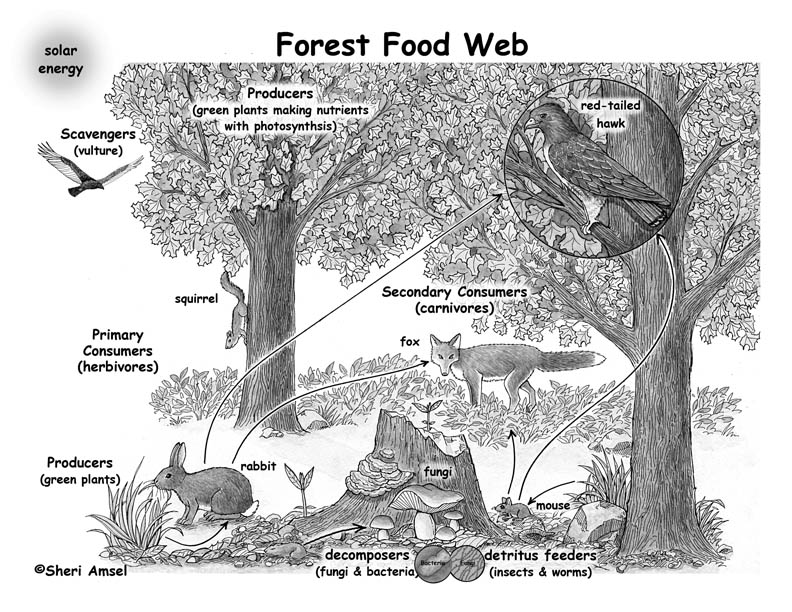 Forest Food Web
solar
energy
Producers
(green plants making nutrients
with photosynthsis)
red-tailed
hawk
Scavengers
(vulture)
squirrel
Secondary Consumers
(carnivores)
Primary
Consumers
(herbivores)
fox
Producers
(green plants)
rabbit
fungi
mouse
decomposers
(fungi & bacteria)
Bacteria
Fungi
detritus feeders
(insects & worms)
©Sheri Amsel